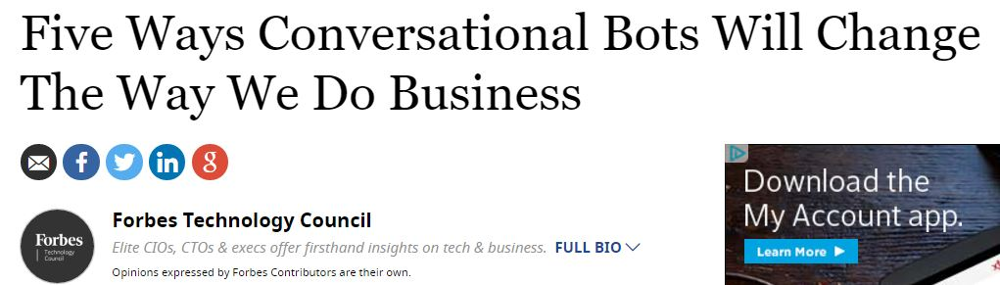 Five Ways Conversational Bots Will Change
The Way We Do Business
f
in
g
Forbes Technology Council
Elite CIOs, CTOs & execs offer firsthand insights on tech & business. FULL BIO
Opinions expressed by Forbes Contributors are their own.
Forbes
Technology
Council
Download the
My Account app.
Learn More